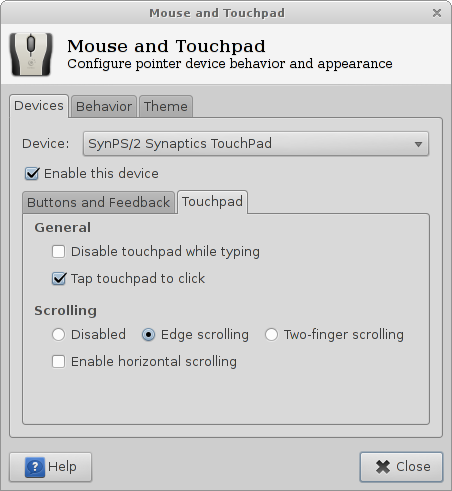 Mouse and Touchpad
Mouse and Touchpad
Configure pointer device behavior and appearance
Devices Behavior Theme
Device: SynPS/2 Synaptics TouchPad
Enable this device
Buttons and Feedback Touchpad
General
Disable touchpad while typing
Tap touchpad to click
Scrolling
Disabled Edge scrolling Two-finger scrolling
Enable horizontal scrolling
? Help Close